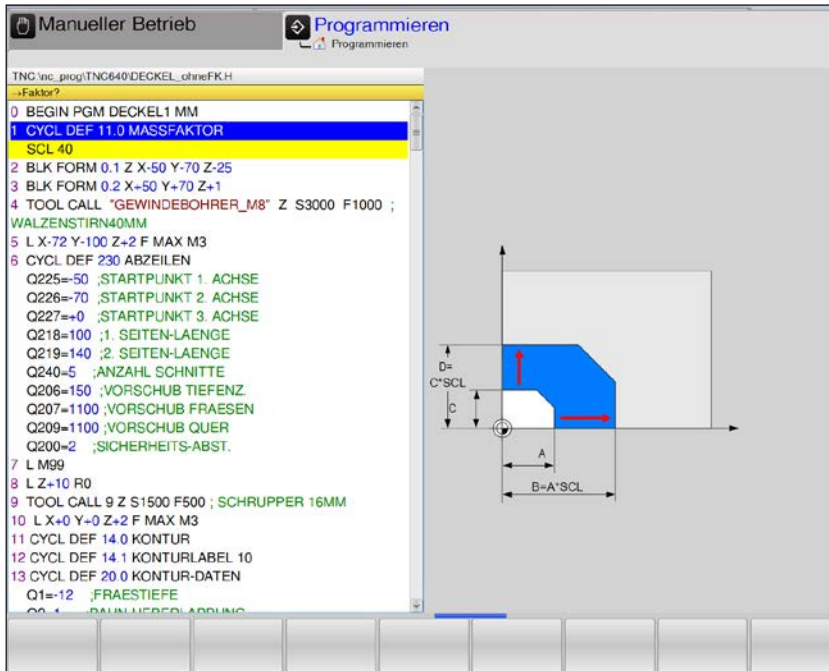 Manueller Betrieb
Programmieren
Programmieren
TNC:\nc_prog\TNC640\DECKEL_ohneFK.H
→Faktor?
0 BEGIN PGM DECKEL1 MM
1 CYCL DEF 11.0 MASSFAKTOR
SCL 40
2 BLK FORM 0.1 Z X-50 Y-70 Z-25
3 BLK FORM 0.2 X+50 Y+70 Z+1
4 TOOL CALL "GEWINDEBOHRER_M8" Z S3000 F1000 ;
WALZENSTIRN40MM
5 L X-72 Y-100 Z+2 F MAX M3
6 CYCL DEF 230 ABZEILEN
Q225=-50 ;STARTPUNKT 1. ACHSE
Q226=-70 ;STARTPUNKT 2. ACHSE
Q227=+0 ;STARTPUNKT 3. ACHSE
Q218=100 ;1. SEITEN-LAENGE
Q219=140 ;2. SEITEN-LAENGE
Q240=5 ;ANZAHL SCHNITTE
Q206=150 ;VORSCHUB TIEFENZ.
Q207=1100 ;VORSCHUB FRAESEN
Q209=1100 ;VORSCHUB QUER
Q200=2 ;SICHERHEITS-ABST.
7 L M99
8 L Z+10 R0
9 TOOL CALL 9 Z S1500 F500 ; SCHRUPPER 16MM
10 L X+0 Y+0 Z+2 F MAX M3
11 CYCL DEF 14.0 KONTUR
12 CYCL DEF 14.1 KONTURLABEL 10
13 CYCL DEF 20.0 KONTUR-DATEN
Q1=-12 ;FRAESTIEFE
D=
C*SCL
C
A
B=A*SCL